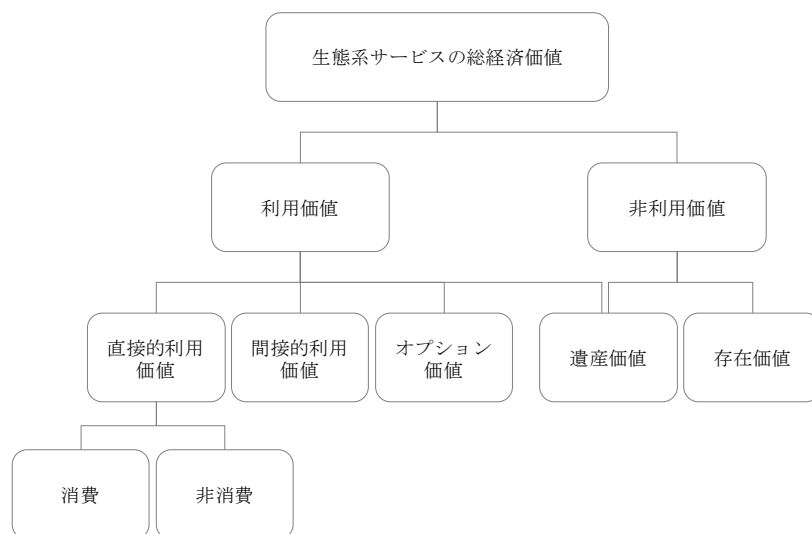 生態系サービスの総経済価値
利用価値
非利用価値
直接的利用
価値
間接的利用
価値
オプション
価値
遺産価値
存在価値
消費
非消費